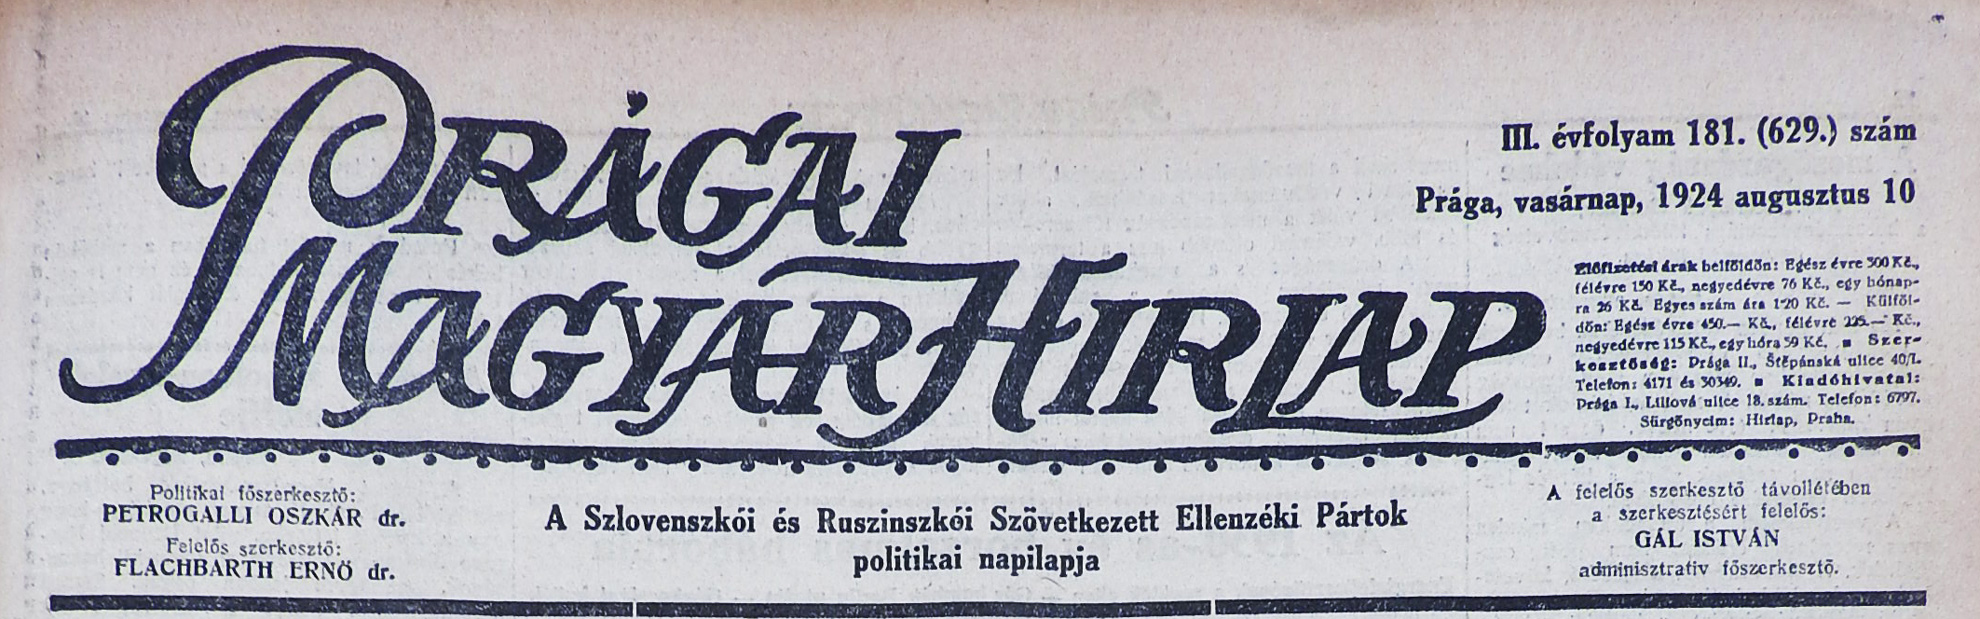 PRÁGAI
MAGYAR HIRLAP
III. évfolyam 181. (629.) szám
Prága, vasárnap, 1924 augusztus 10
Előfizetési árak belföldön: Egész évre 300 Kč.,
félévre 150 Kč., negyedévre 76 Kč., egy hónap-
ra 26 Kč. Egyes szám ára 1·20 Kč. — Külföl-
dön: Egész évre 450.— Kč., félévre 225.— Kč.,
negyedévre 115 Kč., egy hóra 39 Kč. ■ Szer-
kesztőség: Prága II., Štěpánská ulice 40/I.
Telefon: 4171 és 30349. ■ Kiadóhivatal:
Prága I., Liliová ulice 18. szám. Telefon: 6797.
Sürgőnycim: Hirlap, Praha.
Politikai főszerkesztő:
PETROGALLI OSZKÁR dr.
Felelős szerkesztő:
FLACHBARTH ERNŐ dr.
A Szlovenszkói és Ruszinszkói Szövetkezett Ellenzéki Pártok
politikai napilapja
A felelős szerkesztő távollétében
a szerkesztésért felelős:
GÁL ISTVÁN
adminisztrativ főszerkesztő.